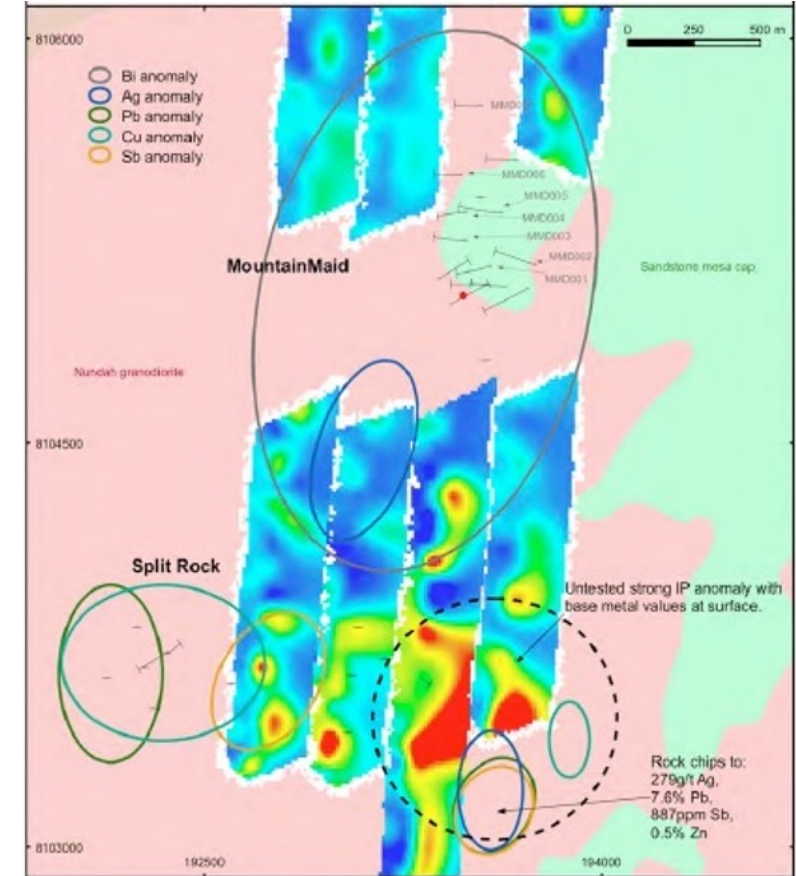 8106000
0 250 500 m
Bi anomaly
Ag anomaly
Pb anomaly
Cu anomaly
Sb anomaly
MMD006
MMD005
MMD004
MMD003
MMD002
MMD001
MountainMaid
Sandstone mesa cap
Nundah granodiorite
8104500
Split Rock
Untested strong IP anomaly with
base metal values at surface.
Rock chips to:
279g/t Ag,
7.6% Pb,
887ppm Sb,
0.5% Zn
8103000
192500
194000